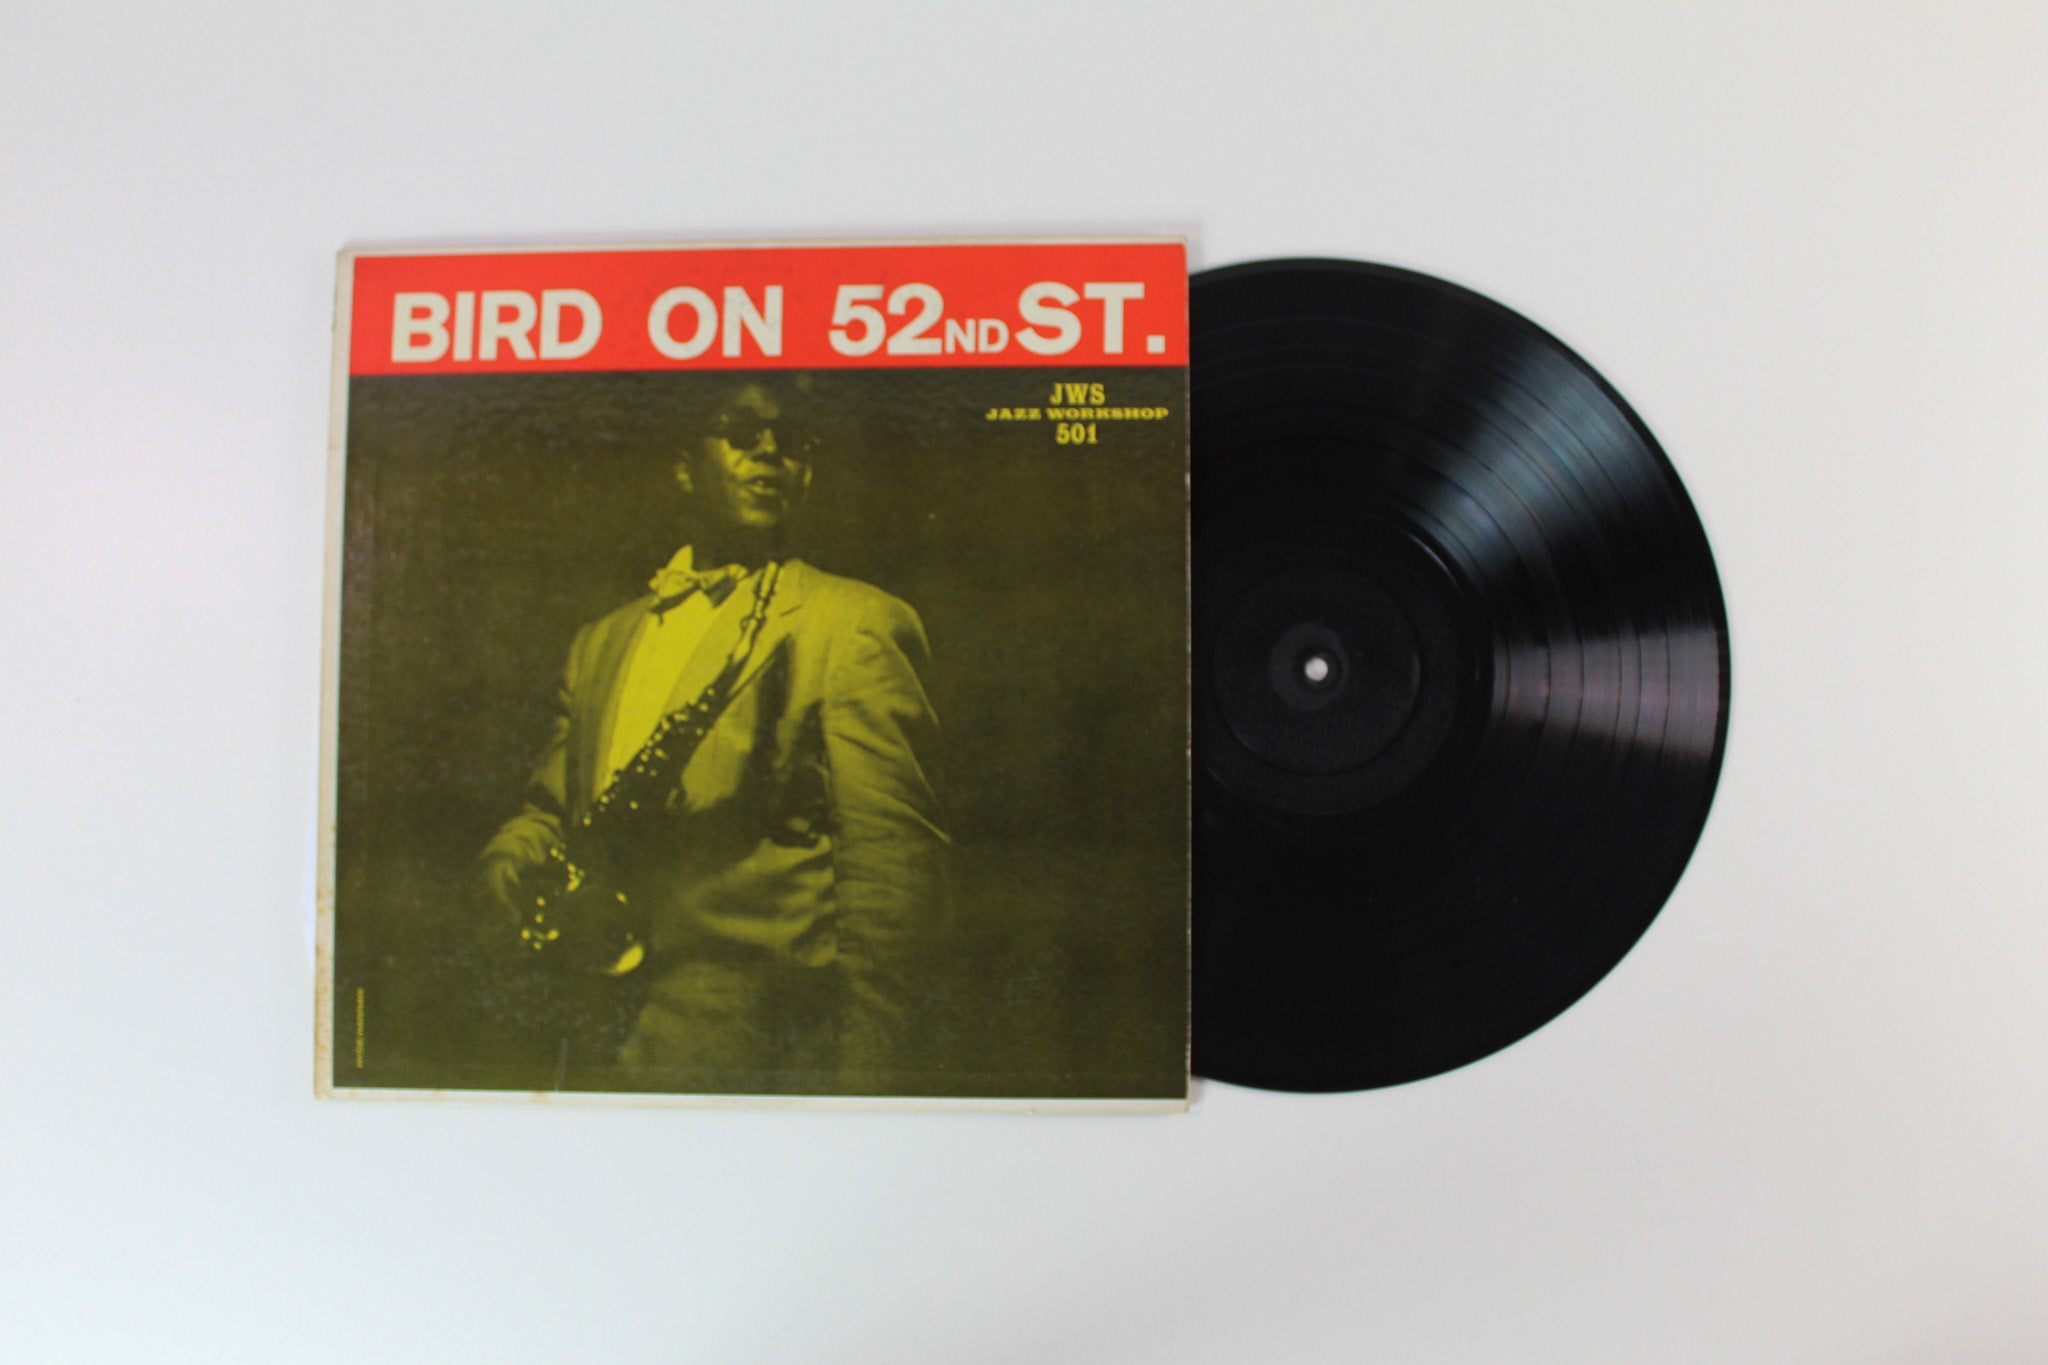 BIRD ON 52ND ST.
JWS
JAZZ WORKSHOP
501